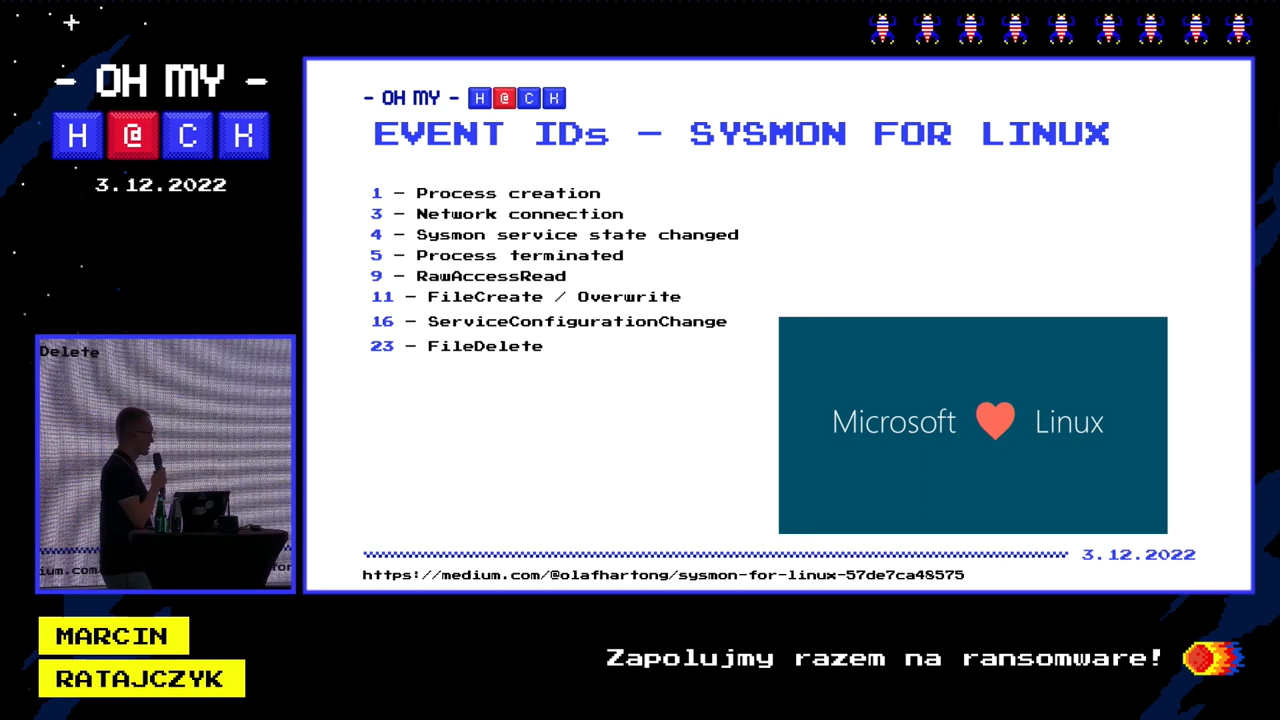 - OH MY -
H@CK
3.12.2022
- OH MY - H@CK
EVENT IDs - SYSMON FOR LINUX
1 - Process creation
3 - Network connection
4 - Sysmon service state changed
5 - Process terminated
9 - RawAccessRead
11 - FileCreate / Overwrite
16 - ServiceConfigurationChange
23 - FileDelete
Microsoft Linux
3.12.2022
https://medium.com/@olafhartong/sysmon-for-linux-57de7ca48575
Delete
ium.com
MARCIN
RATAJCZYK
Zapolujmy razem na ransomware!